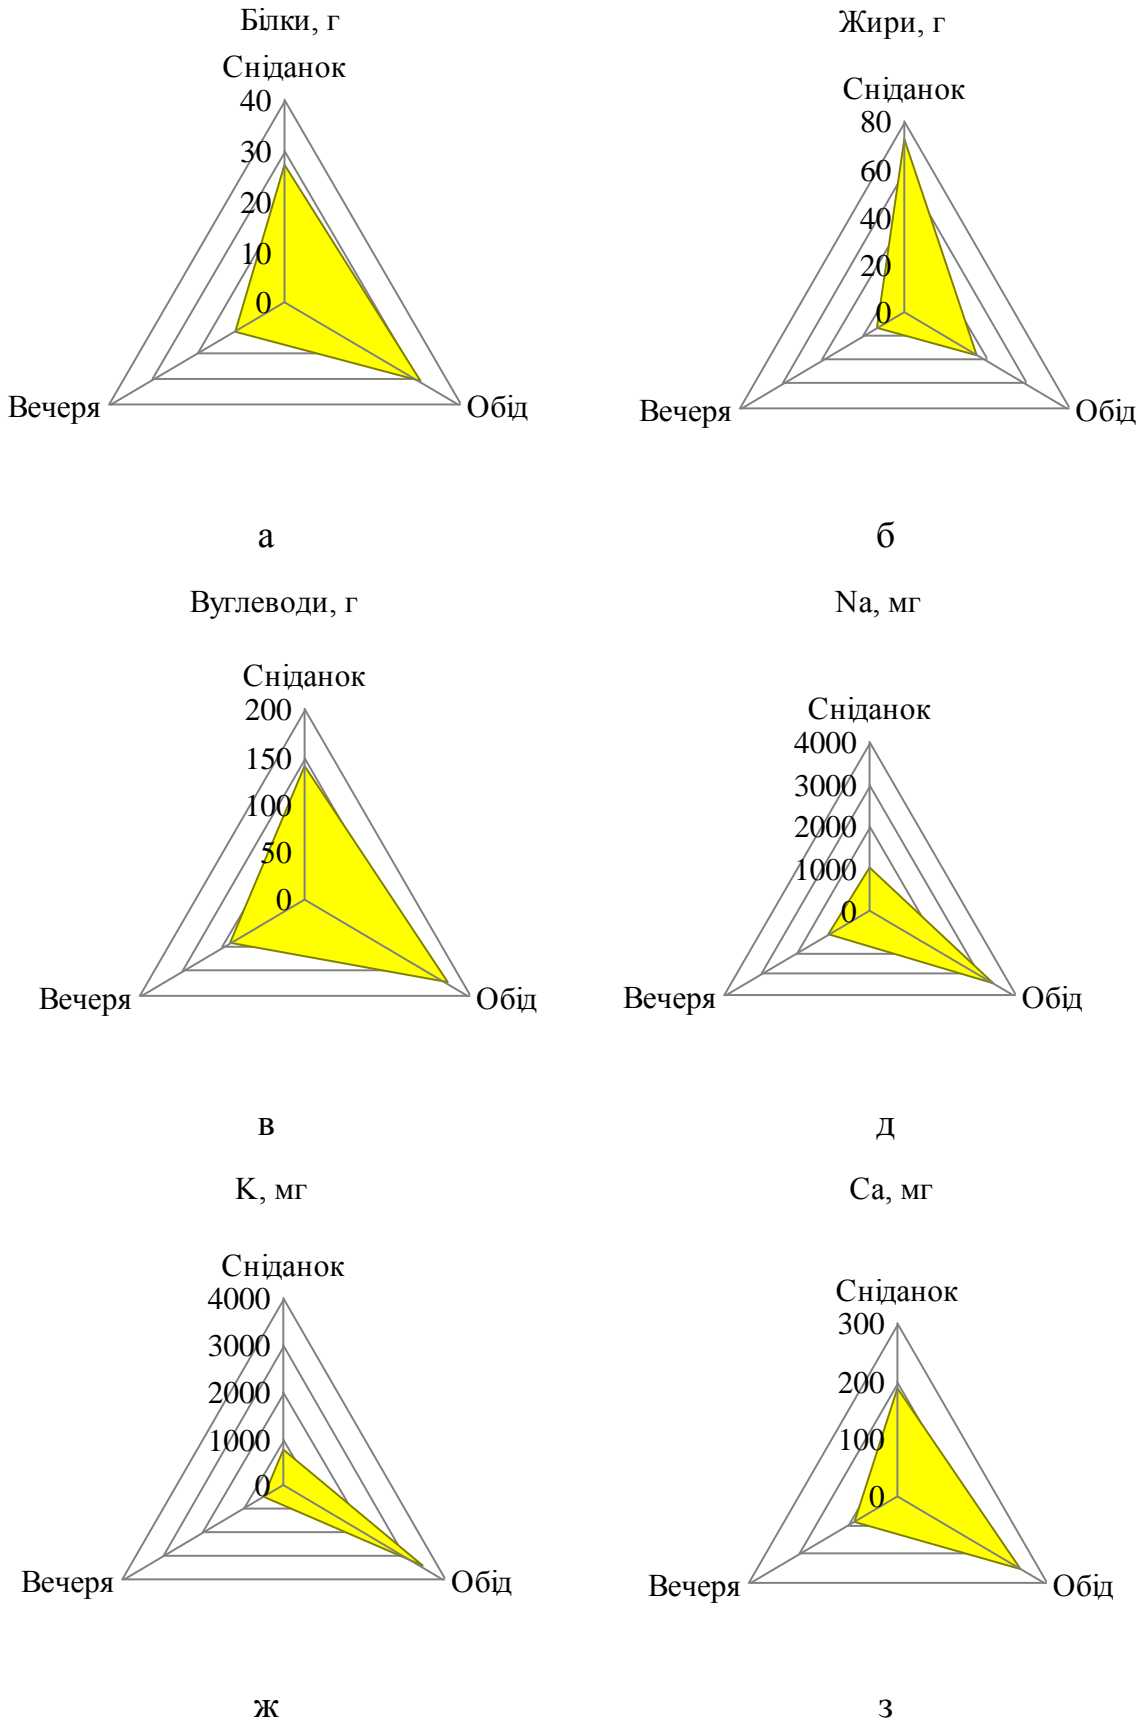 Білки, г
Сніданок
40
30
20
10
0
Вечеря
Обід
а
Жири, г
Сніданок
80
60
40
20
0
Вечеря
Обід
б
Вуглеводи, г
Сніданок
200
150
100
50
0
Вечеря
Обід
в
Na, мг
Сніданок
4000
3000
2000
1000
0
Вечеря
Обід
д
K, мг
Сніданок
4000
3000
2000
1000
0
Вечеря
Обід
ж
Ca, мг
Сніданок
300
200
100
0
Вечеря
Обід
з